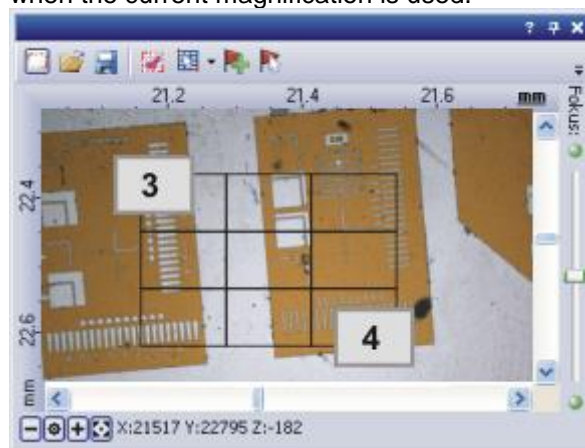 when the current magnification is used.
? X
21,2 21,4 21,6 mm
Fokus:
22,4
3
22,6
4
mm
X:21517 Y:22795 Z:-182